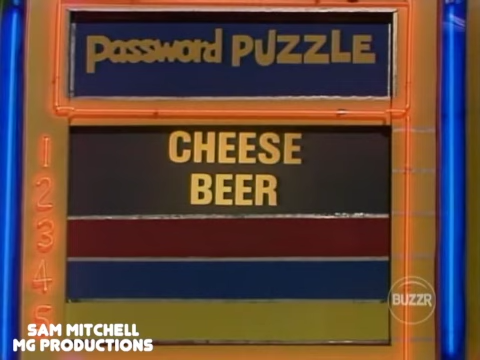 Password PUZZLE
1
CHEESE
2
BEER
3
4
5
BUZZR
SAM MITCHELL
MG PRODUCTIONS